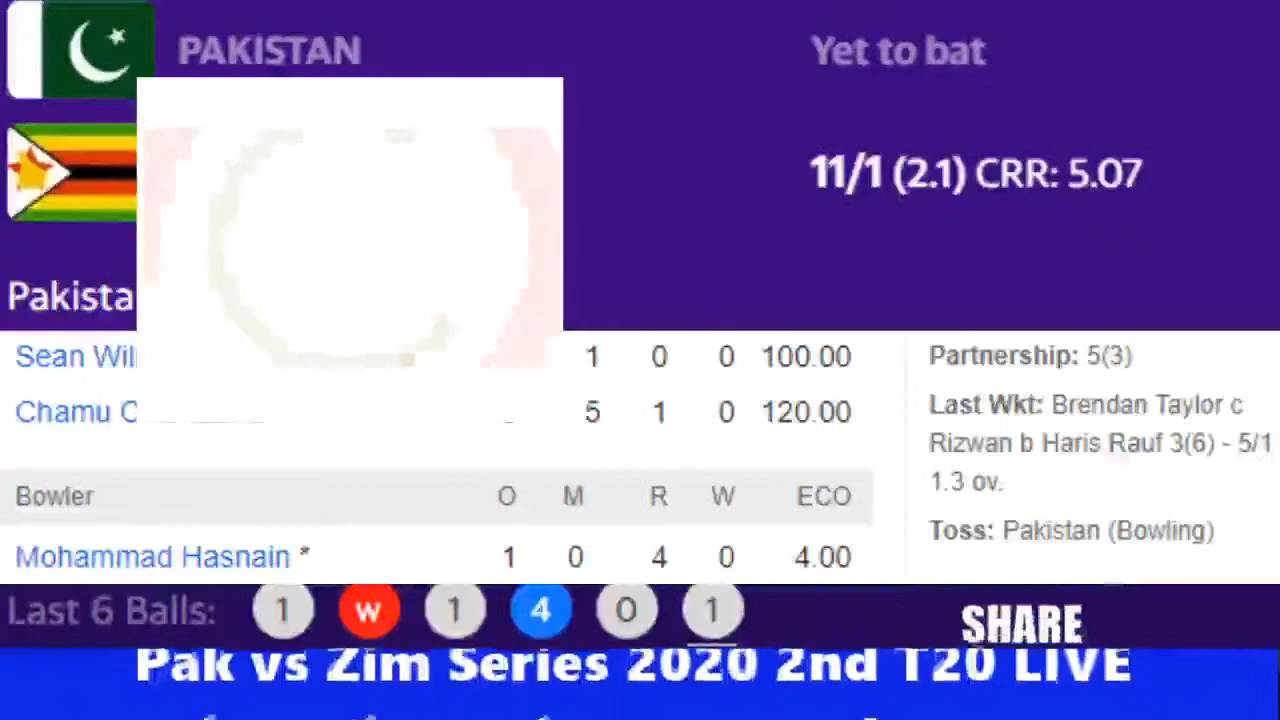 PAKISTAN Yet to bat
11/1 (2.1) CRR: 5.07
Pakista
Sean Wil 1 0 0 100.00
Chamu C 5 1 0 120.00
Partnership: 5(3)
Last Wkt: Brendan Taylor c
Rizwan b Haris Rauf 3(6) - 5/1
1.3 ov.
Toss: Pakistan (Bowling)
Bowler O M R W ECO
Mohammad Hasnain * 1 0 4 0 4.00
Last 6 Balls: 1 w 1 4 0 1 SHARE
Pak vs Zim Series 2020 2nd T20 LIVE